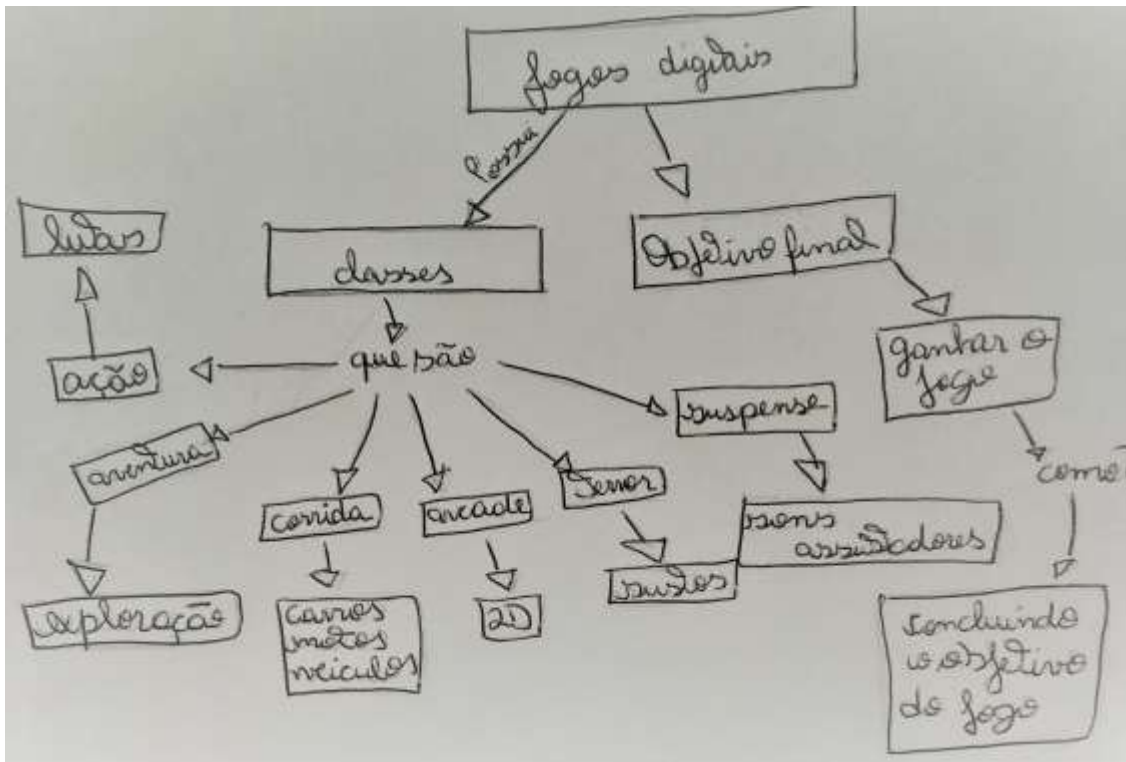 Jogos digitais
Possui
lutas
classes
Objetivo final
ação
que são
ganhar o
jogo
aventura
suspense
como
corrida
arcade
Terror
sons
assustadores
exploração
carros
motos
veiculos
2D
sustos
concluindo
o objetivo
do jogo